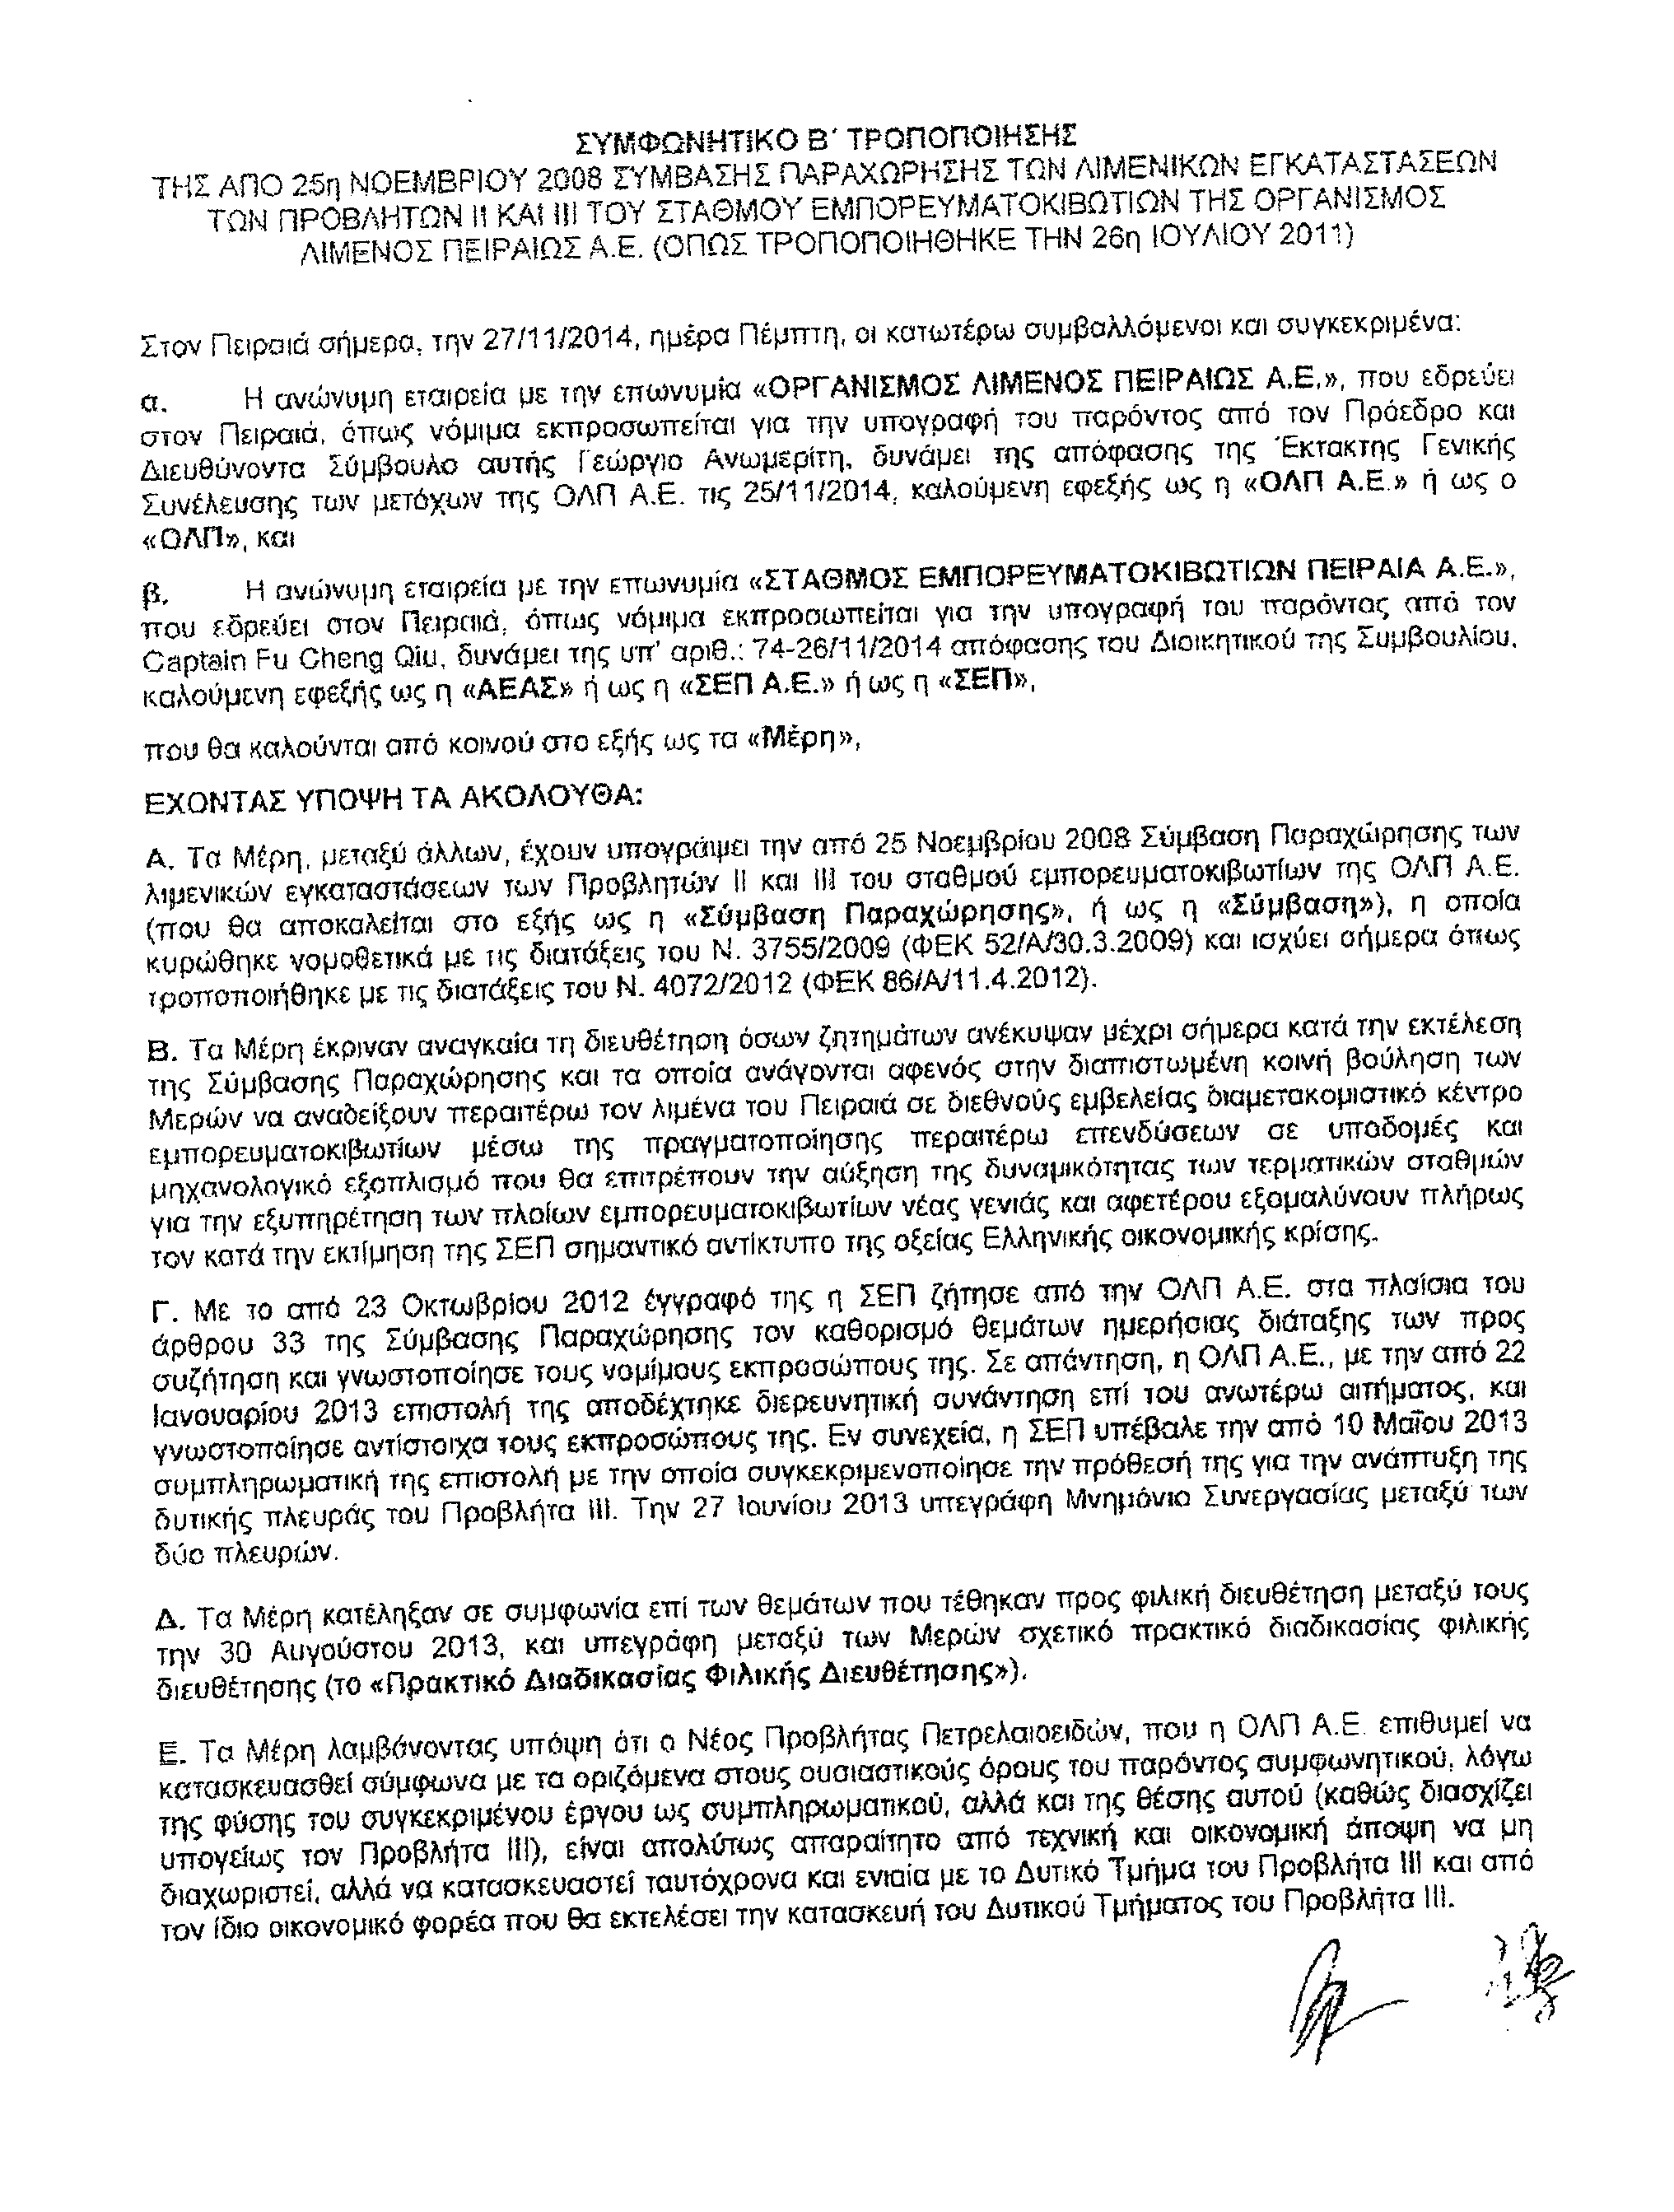 ΣΥΜΦΩΝΗΤΙΚΟ Β΄ ΤΡΟΠΟΠΟΙΗΣΗΣ
ΤΗΣ ΑΠΟ 25η ΝΟΕΜΒΡΙΟΥ 2008 ΣΥΜΒΑΣΗΣ ΠΑΡΑΧΩΡΗΣΗΣ ΤΩΝ ΛΙΜΕΝΙΚΩΝ ΕΓΚΑΤΑΣΤΑΣΕΩΝ
ΤΩΝ ΠΡΟΒΛΗΤΩΝ ΙΙ ΚΑΙ ΙΙΙ ΤΟΥ ΣΤΑΘΜΟΥ ΕΜΠΟΡΕΥΜΑΤΟΚΙΒΩΤΙΩΝ ΤΗΣ ΟΡΓΑΝΙΣΜΟΣ
ΛΙΜΕΝΟΣ ΠΕΙΡΑΙΩΣ Α.Ε. (ΟΠΩΣ ΤΡΟΠΟΠΟΙΗΘΗΚΕ ΤΗΝ 26η ΙΟΥΛΙΟΥ 2011)
Στον Πειραιά σήμερα, την 27/11/2014, ημέρα Πέμπτη, οι κατωτέρω συμβαλλόμενοι και συγκεκριμένα:
α. Η ανώνυμη εταιρεία με την επωνυμία «ΟΡΓΑΝΙΣΜΟΣ ΛΙΜΕΝΟΣ ΠΕΙΡΑΙΩΣ Α.Ε.», που εδρεύει
στον Πειραιά, όπως νόμιμα εκπροσωπείται για την υπογραφή του παρόντος από τον Πρόεδρο και
Διευθύνοντα Σύμβουλο αυτής Γεώργιο Ανωμερίτη, δυνάμει της απόφασης της Έκτακτης Γενικής
Συνέλευσης των μετόχων της ΟΛΠ Α.Ε. τις 25/11/2014, καλούμενη εφεξής ως η «ΟΛΠ Α.Ε.» ή ως ο
«ΟΛΠ», και
β. Η ανώνυμη εταιρεία με την επωνυμία «ΣΤΑΘΜΟΣ ΕΜΠΟΡΕΥΜΑΤΟΚΙΒΩΤΙΩΝ ΠΕΙΡΑΙΑ Α.Ε.»,
που εδρεύει στον Πειραιά, όπως νόμιμα εκπροσωπείται για την υπογραφή του παρόντος από τον
Captain Fu Cheng Qiu, δυνάμει της υπ' αριθ.: 74-26/11/2014 απόφασης του Διοικητικού της Συμβουλίου,
καλούμενη εφεξής ως η «ΑΕΑΣ» ή ως η «ΣΕΠ Α.Ε.» ή ως η «ΣΕΠ»,
που θα καλούνται από κοινού στο εξής ως τα «Μέρη»,
ΕΧΟΝΤΑΣ ΥΠΟΨΗ ΤΑ ΑΚΟΛΟΥΘΑ:
Α. Τα Μέρη, μεταξύ άλλων, έχουν υπογράψει την από 25 Νοεμβρίου 2008 Σύμβαση Παραχώρησης των
λιμενικών εγκαταστάσεων των Προβλητών ΙΙ και ΙΙΙ του σταθμού εμπορευματοκιβωτίων της ΟΛΠ Α.Ε.
(που θα αποκαλείται στο εξής ως η «Σύμβαση Παραχώρησης», ή ως η «Σύμβαση»), η οποία
κυρώθηκε νομοθετικά με τις διατάξεις του Ν. 3755/2009 (ΦΕΚ 52/Α/30.3.2009) και ισχύει σήμερα όπως
τροποποιήθηκε με τις διατάξεις του Ν. 4072/2012 (ΦΕΚ 86/Α/11.4.2012).
Β. Τα Μέρη έκριναν αναγκαία τη διευθέτηση όσων ζητημάτων ανέκυψαν μέχρι σήμερα κατά την εκτέλεση
της Σύμβασης Παραχώρησης και τα οποία ανάγονται αφενός στην διαπιστωμένη κοινή βούληση των
Μερών να αναδείξουν περαιτέρω τον λιμένα του Πειραιά σε διεθνούς εμβελείας διαμετακομιστικό κέντρο
εμπορευματοκιβωτίων μέσω της πραγματοποίησης περαιτέρω επενδύσεων σε υποδομές και
μηχανολογικό εξοπλισμό που θα επιτρέπουν την αύξηση της δυναμικότητας των τερματικών σταθμών
για την εξυπηρέτηση των πλοίων εμπορευματοκιβωτίων νέας γενιάς και αφετέρου εξομαλύνουν πλήρως
τον κατά την εκτίμηση της ΣΕΠ σημαντικό αντίκτυπο της οξείας Ελληνικής οικονομικής κρίσης.
Γ. Με το από 23 Οκτωβρίου 2012 έγγραφό της η ΣΕΠ ζήτησε από την ΟΛΠ Α.Ε. στα πλαίσια του
άρθρου 33 της Σύμβασης Παραχώρησης τον καθορισμό θεμάτων ημερήσιας διάταξης των προς
συζήτηση και γνωστοποίησε τους νομίμους εκπροσώπους της. Σε απάντηση, η ΟΛΠ Α.Ε., με την από 22
Ιανουαρίου 2013 επιστολή της αποδέχτηκε διερευνητική συνάντηση επί του ανωτέρω αιτήματος, και
γνωστοποίησε αντίστοιχα τους εκπροσώπους της. Εν συνεχεία, η ΣΕΠ υπέβαλε την από 10 Μαΐου 2013
συμπληρωματική της επιστολή με την οποία συγκεκριμενοποίησε την πρόθεσή της για την ανάπτυξη της
δυτικής πλευράς του Προβλήτα ΙΙΙ. Την 27 Ιουνίου 2013 υπεγράφη Μνημόνιο Συνεργασίας μεταξύ των
δύο πλευρών.
Δ. Τα Μέρη κατέληξαν σε συμφωνία επί των θεμάτων που τέθηκαν προς φιλική διευθέτηση μεταξύ τους
την 30 Αυγούστου 2013, και υπεγράφη μεταξύ των Μερών σχετικό πρακτικό διαδικασίας φιλικής
διευθέτησης (το «Πρακτικό Διαδικασίας Φιλικής Διευθέτησης»).
Ε. Τα Μέρη λαμβάνοντας υπόψη ότι ο Νέος Προβλήτας Πετρελαιοειδών, που η ΟΛΠ Α.Ε. επιθυμεί να
κατασκευασθεί σύμφωνα με τα οριζόμενα στους ουσιαστικούς όρους του παρόντος συμφωνητικού, λόγω
της φύσης του συγκεκριμένου έργου ως συμπληρωματικού, αλλά και της θέσης αυτού (καθώς διασχίζει
υπογείως τον Προβλήτα ΙΙΙ), είναι απολύτως απαραίτητο από τεχνική και οικονομική άποψη να μη
διαχωριστεί, αλλά να κατασκευαστεί ταυτόχρονα και ενιαία με το Δυτικό Τμήμα του Προβλήτα ΙΙΙ και από
τον ίδιο οικονομικό φορέα που θα εκτελέσει την κατασκευή του Δυτικού Τμήματος του Προβλήτα ΙΙΙ.